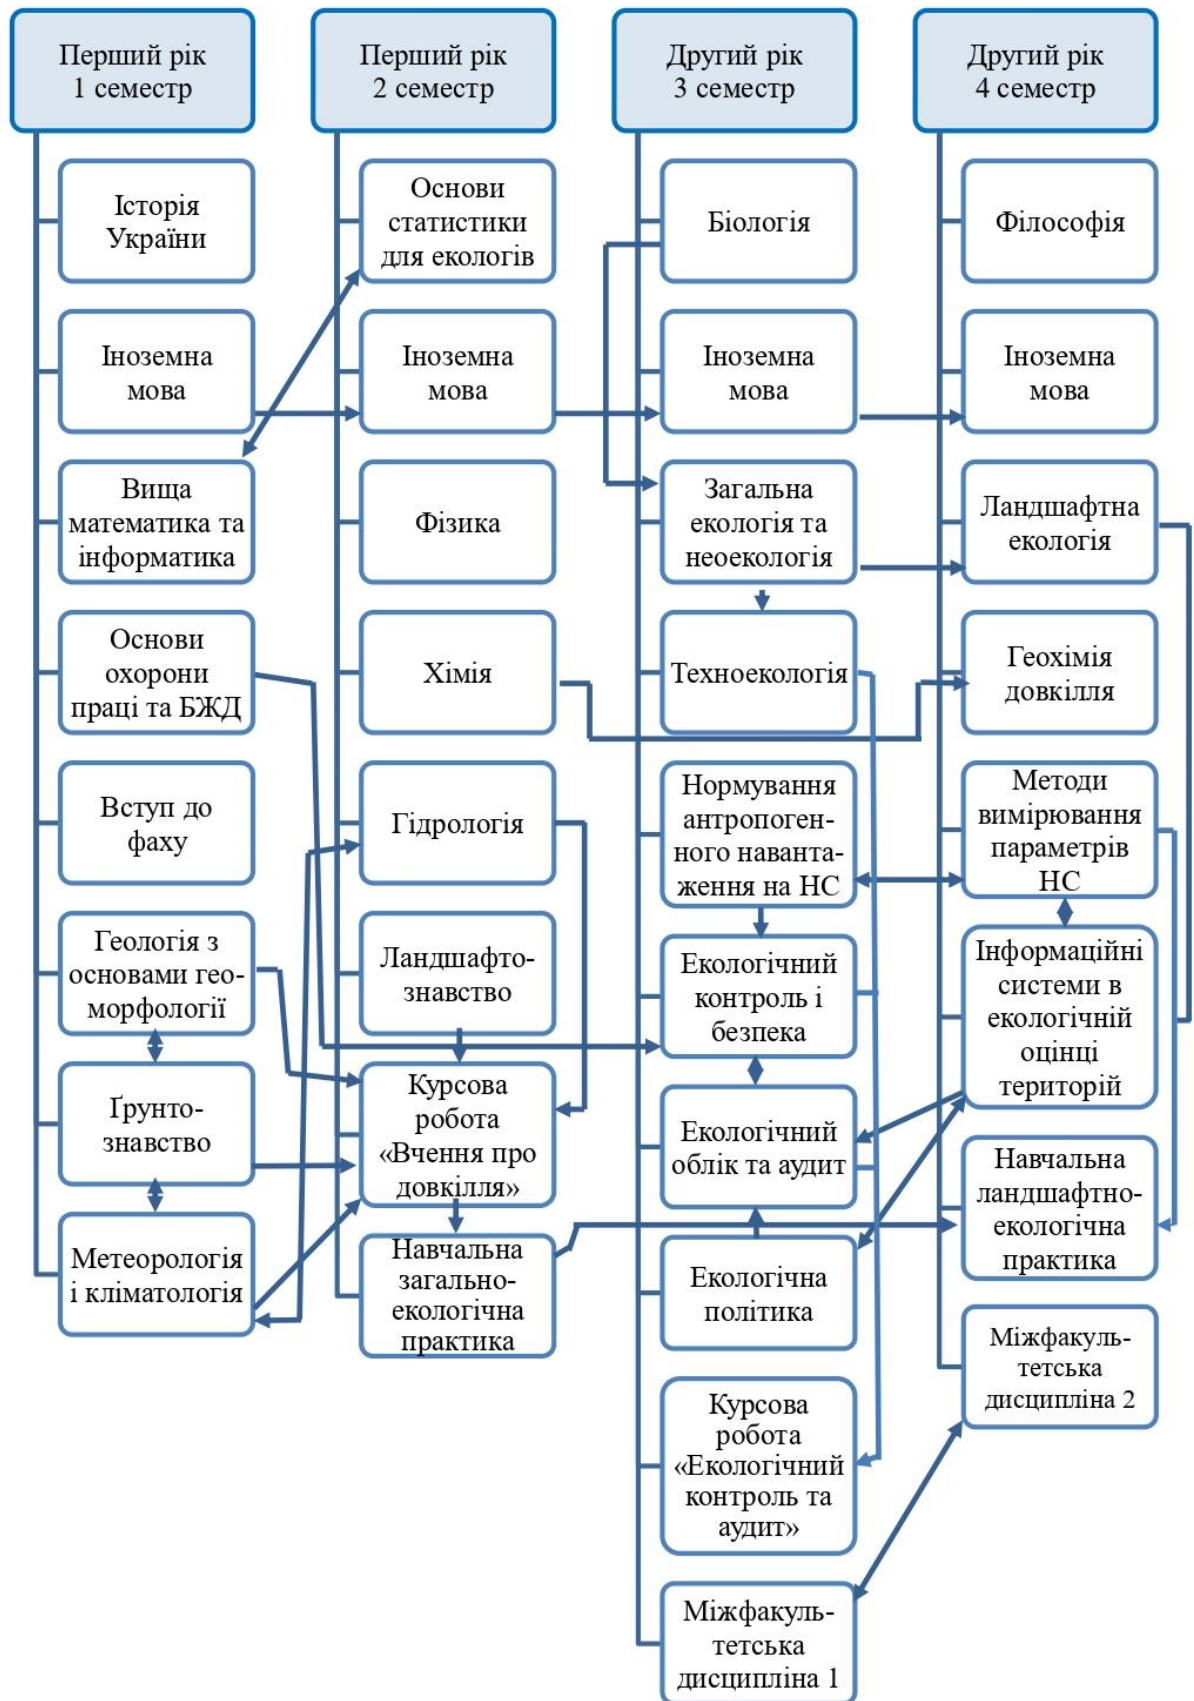 Перший рік
1 семестр
Історія
України
Іноземна
мова
Вища
математика та
інформатика
Основи
охорони
праці та БЖД
Вступ до
фаху
Геологія з
основами гео-
морфології
Ґрунто-
знавство
Метеорологія
і кліматологія
Перший рік
2 семестр
Основи
статистики
для екологів
Іноземна
мова
Фізика
Хімія
Гідрологія
Ландшафто-
знавство
Курсова
робота
«Вчення про
довкілля»
Навчальна
загально-
екологічна
практика
Другий рік
3 семестр
Біологія
Іноземна
мова
Загальна
екологія та
неоекологія
Техноекологія
Нормування
антропоген-
ного наванта-
ження на НС
Екологічний
контроль і
безпека
Екологічний
облік та аудит
Екологічна
політика
Курсова
робота
«Екологічний
контроль та
аудит»
Міжфакуль-
тетська
дисципліна 1
Другий рік
4 семестр
Філософія
Іноземна
мова
Ландшафтна
екологія
Геохімія
довкілля
Методи
вимірювання
параметрів
НС
Інформаційні
системи в
екологічній
оцінці
територій
Навчальна
ландшафтно-
екологічна
практика
Міжфакуль-
тетська
дисципліна 2